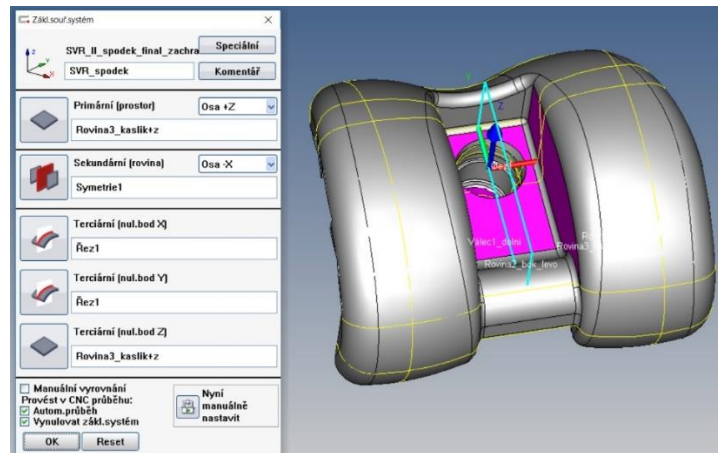 Zákl.souř.systém
SVR_II_spodek_final_zachra
Speciální
SVR_spodek
Komentář
Primární (prostor)
Osa +Z
Rovina3_kaslik+z
Sekundární (rovina)
Osa -X
Symetrie1
Terciární (nul.bod X)
Řez1
Terciární (nul.bod Y)
Řez1
Terciární (nul.bod Z)
Rovina3_kaslik+z
Manuální vyrovnání
Provést v CNC průběhu:
Autom.průběh
Vynulovat zákl.systém
Nyní
manuálně
nastavit
OK
Reset
Y
Z
Válec1_dolni
Rovina2_bok_levo